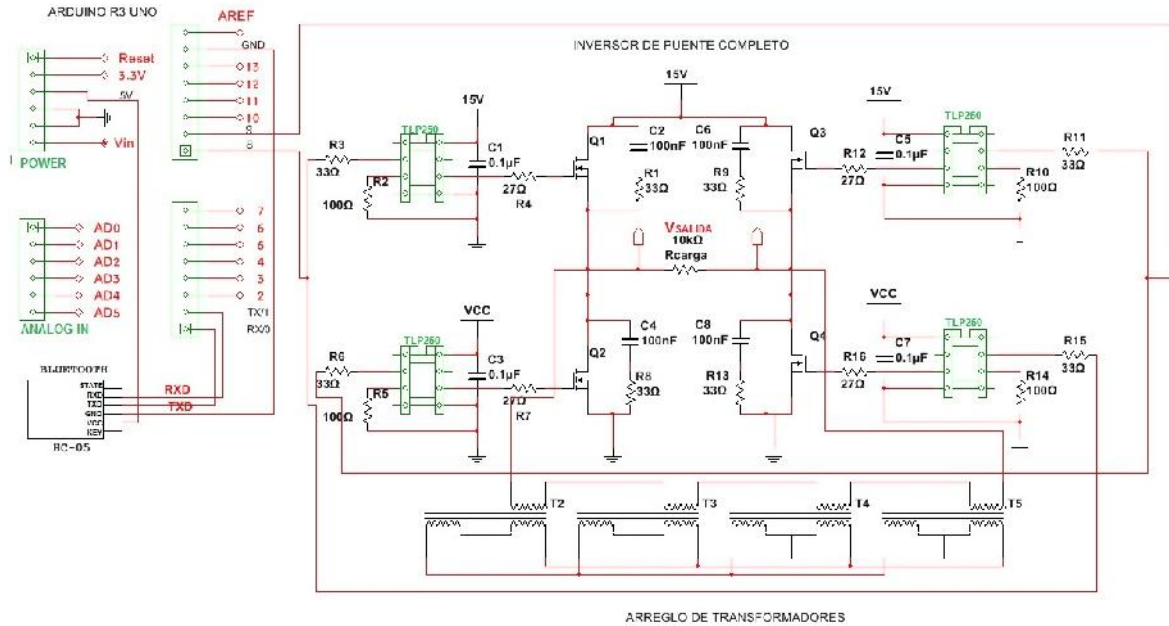 ARDUINO R3 UNO
AREF
GND
13
12
11
10
9
8
Reset
3.3V
5V
Vin
POWER
AD0
AD1
AD2
AD3
AD4
AD5
ANALOG IN
7
6
5
4
3
2
TX/1
RX/0
BLUETOOTH
STATE
RXD
TXD
GND
VCC
KEY
HC-05
RXD
TXD
INVERSOR DE PUENTE COMPLETO
15V
15V
15V
TLP250
R3
33Ω
R2
100Ω
C1
0.1µF
27Ω
R4
Q1
C2
100nF
C6
100nF
R1
33Ω
R9
33Ω
Q3
R12
27Ω
C5
0.1µF
TLP250
R11
33Ω
R10
100Ω
VSALIDA
10kΩ
Rcarga
VCC
TLP250
R6
33Ω
R5
100Ω
C3
0.1µF
27Ω
R7
Q2
C4
100nF
R8
33Ω
C8
100nF
R13
33Ω
Q4
VCC
R16
27Ω
C7
0.1µF
TLP250
R15
33Ω
R14
100Ω
T2
T3
T4
T5
ARREGLO DE TRANSFORMADORES